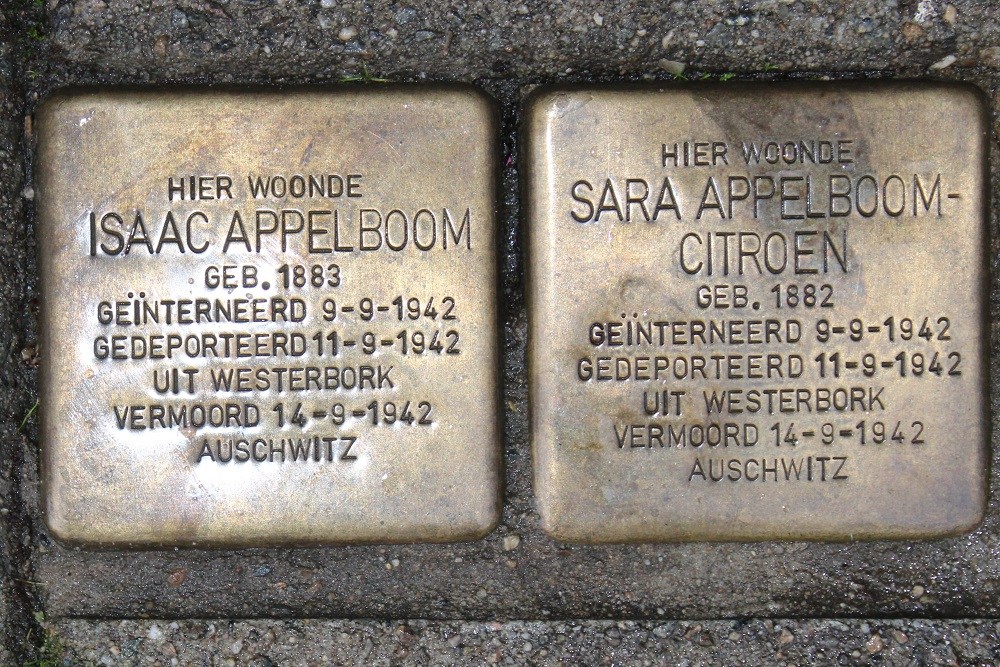 HIER WOONDE
ISAAC APPELBOOM
GEB. 1883
GEÏNTERNEERD 9-9-1942
GEDEPORTEERD 11-9-1942
UIT WESTERBORK
VERMOORD 14-9-1942
AUSCHWITZ
HIER WOONDE
SARA APPELBOOM-
CITROEN
GEB. 1882
GEÏNTERNEERD 9-9-1942
GEDEPORTEERD 11-9-1942
UIT WESTERBORK
VERMOORD 14-9-1942
AUSCHWITZ